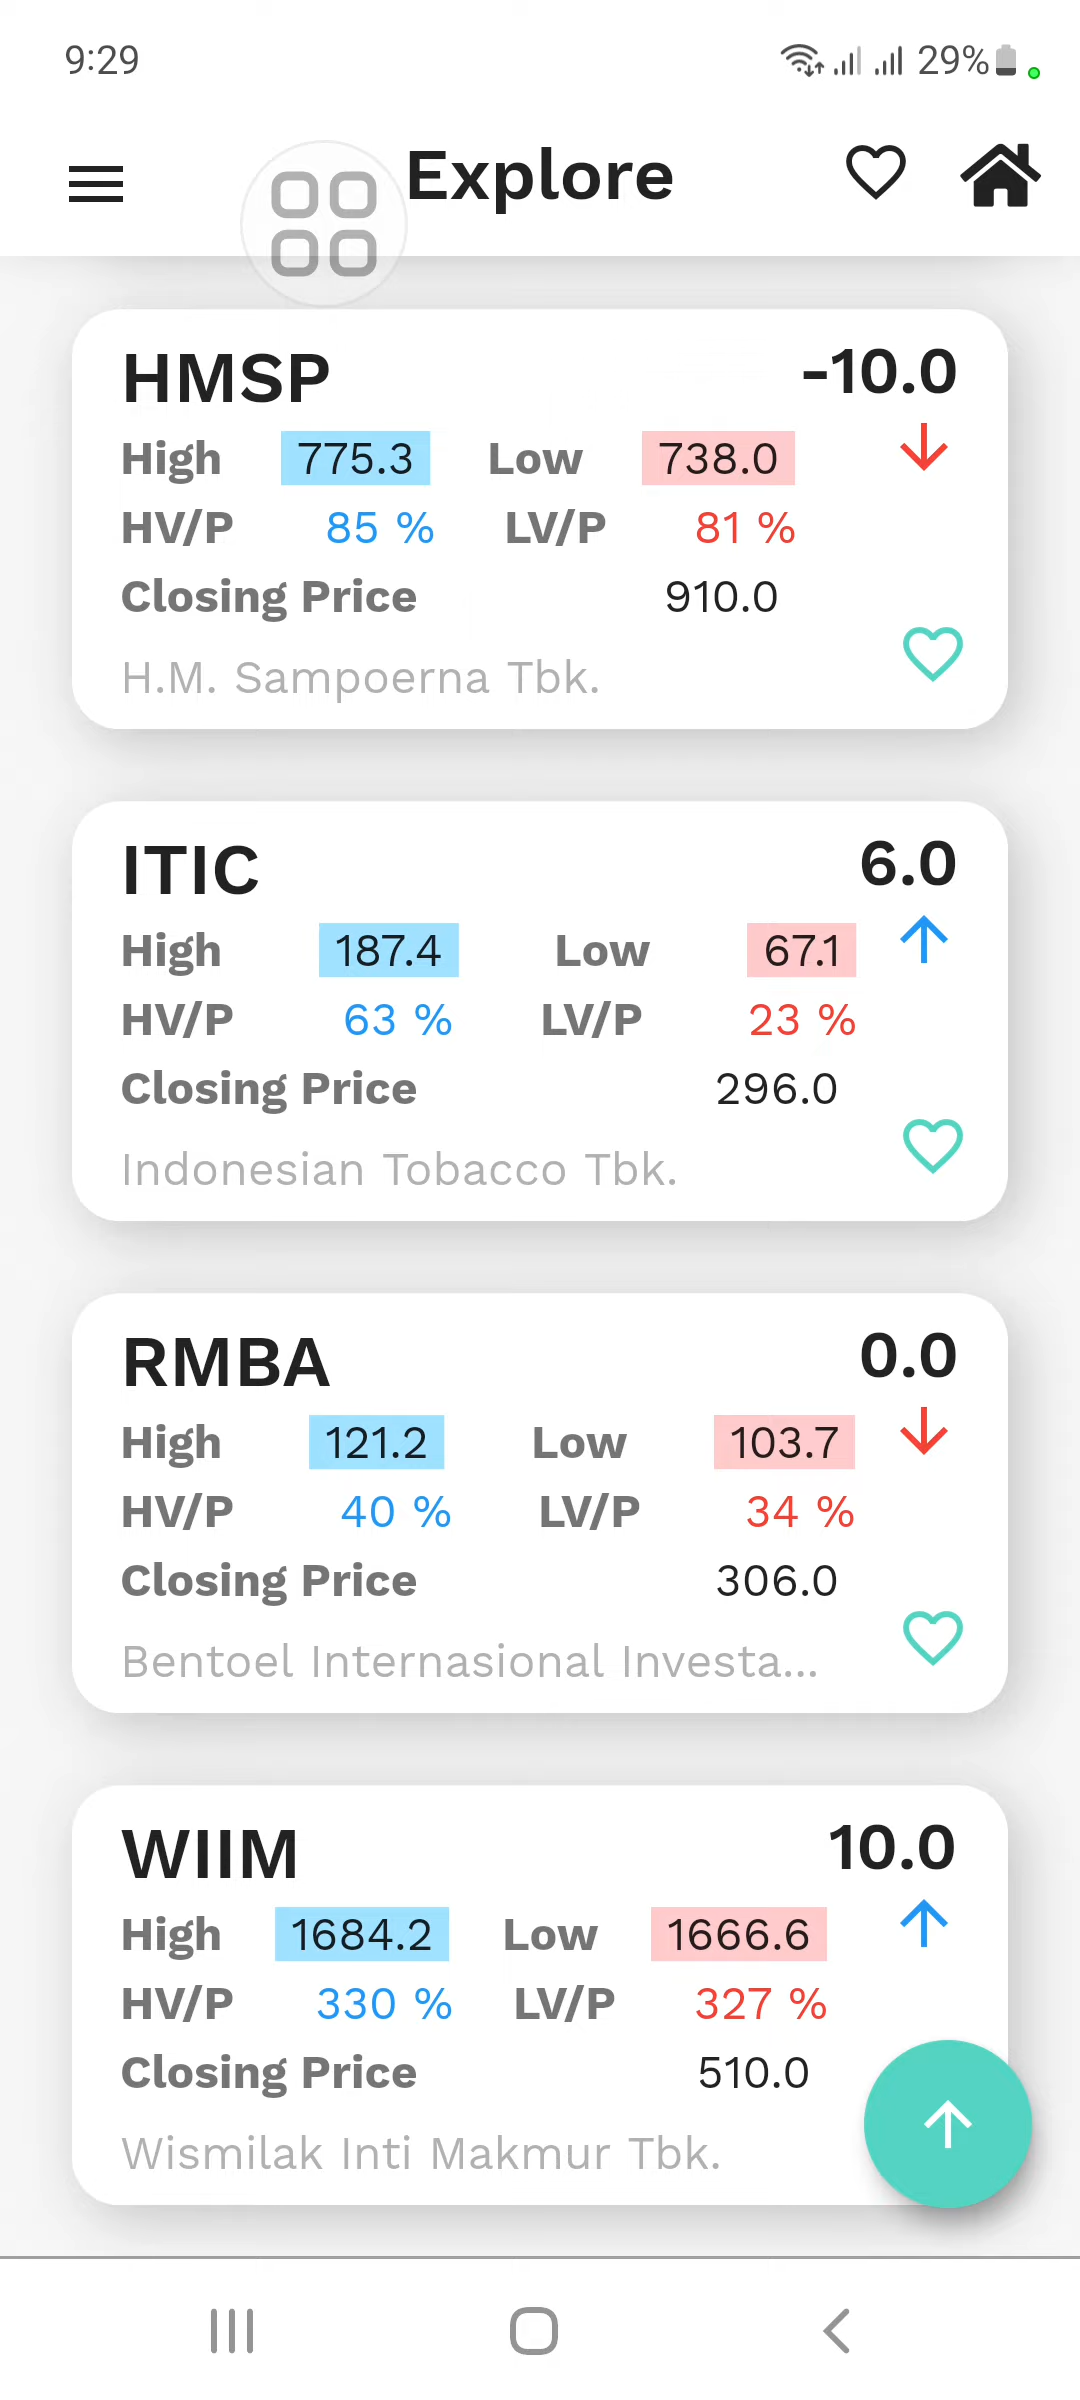 9:29 29%
Explore
HMSP -10.0
High 775.3 Low 738.0
HV/P 85 % LV/P 81 %
Closing Price 910.0
H.M. Sampoerna Tbk.
ITIC 6.0
High 187.4 Low 67.1
HV/P 63 % LV/P 23 %
Closing Price 296.0
Indonesian Tobacco Tbk.
RMBA 0.0
High 121.2 Low 103.7
HV/P 40 % LV/P 34 %
Closing Price 306.0
Bentoel Internasional Investa...
WIIM 10.0
High 1684.2 Low 1666.6
HV/P 330 % LV/P 327 %
Closing Price 510.0
Wismilak Inti Makmur Tbk.